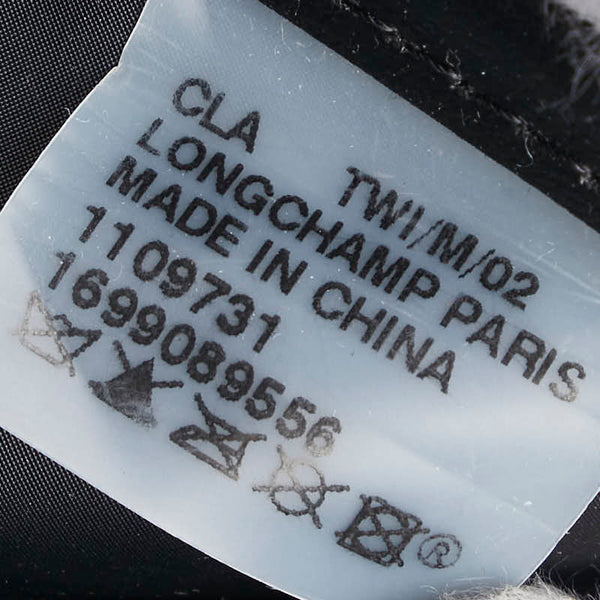 CLA TWI/M/02
LONGCHAMP PARIS
MADE IN CHINA
1109731
1699089556
®